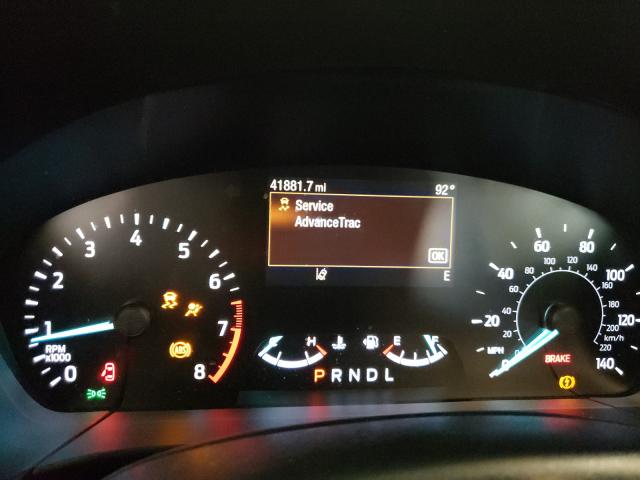 41881.7 mi 92°
Service
AdvanceTrac
OK
E
0 1 2 3 4 5 6 7 8
RPM
x1000
ABS
H E F
P R N D L
0 20 40 60 80 100 120 140
MPH
20 40 60 80 100 120 140 160 200 220
km/h
BRAKE